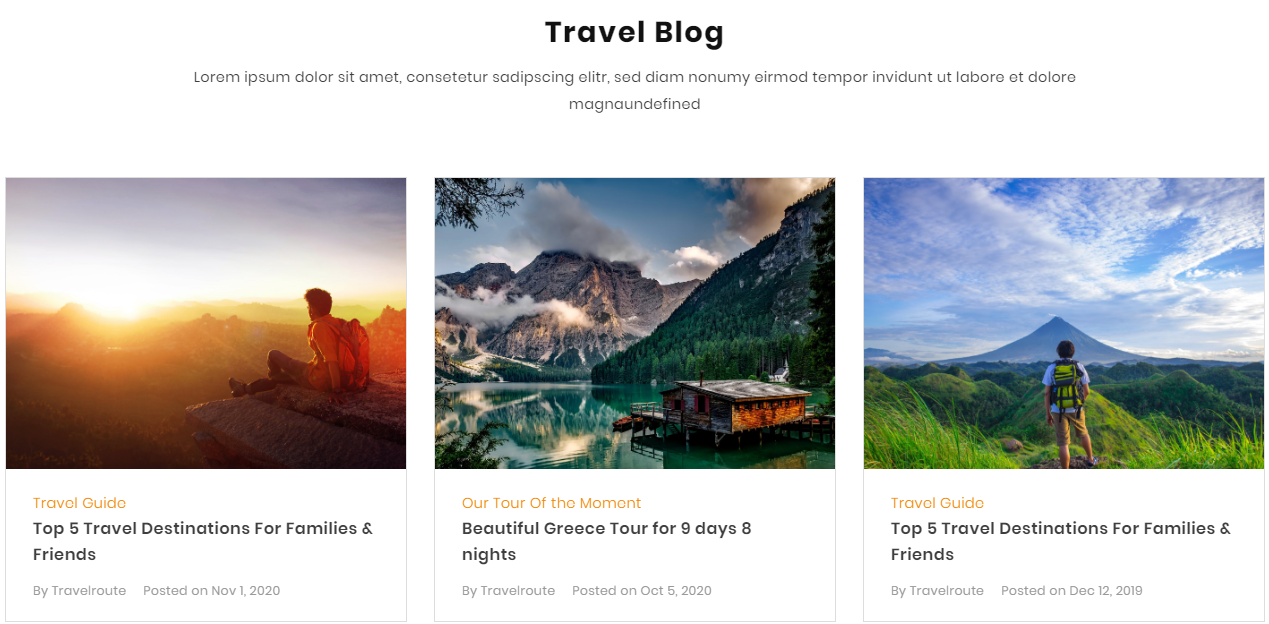 Travel Blog
Lorem ipsum dolor sit amet, consetetur sadipscing elitr, sed diam nonumy eirmod tempor invidunt ut labore et dolore
magnaundefined
Travel Guide
Top 5 Travel Destinations For Families &
Friends
By Travelroute Posted on Nov 1, 2020
Our Tour Of the Moment
Beautiful Greece Tour for 9 days 8
nights
By Travelroute Posted on Oct 5, 2020
Travel Guide
Top 5 Travel Destinations For Families &
Friends
By Travelroute Posted on Dec 12, 2019